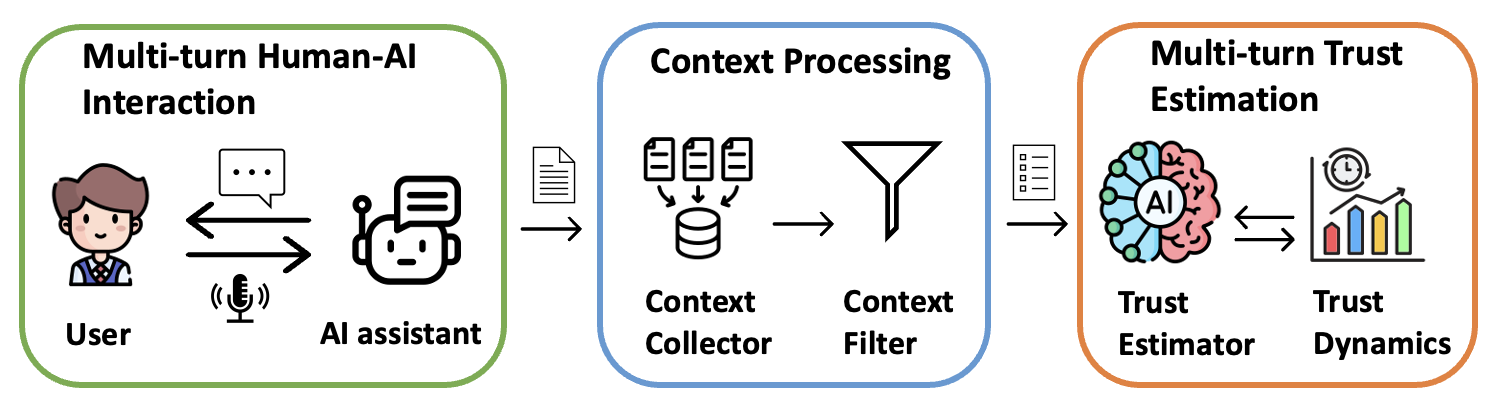 Multi-turn Human-AI
Interaction
User
AI assistant
Context Processing
Context
Collector
Context
Filter
Multi-turn Trust
Estimation
AI
Trust
Estimator
Trust
Dynamics